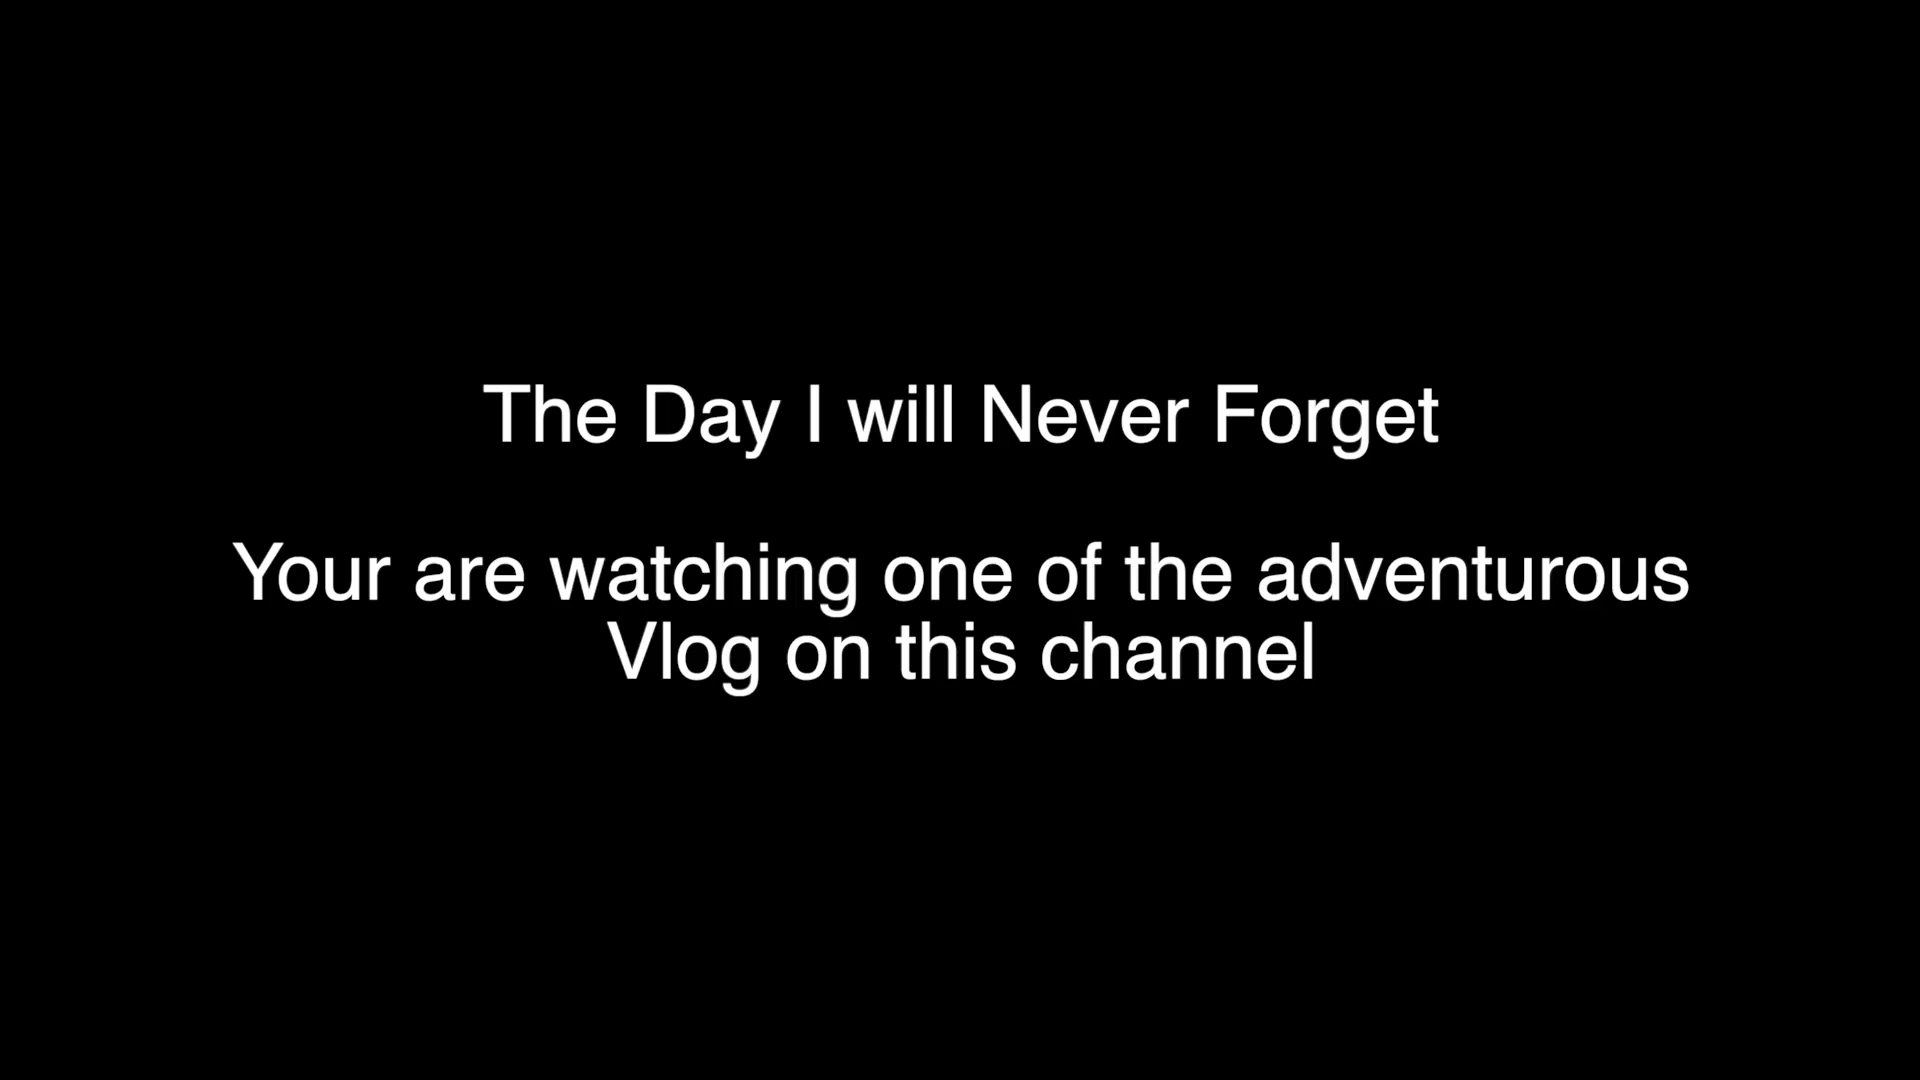 The Day I will Never Forget
Your are watching one of the adventurous
Vlog on this channel